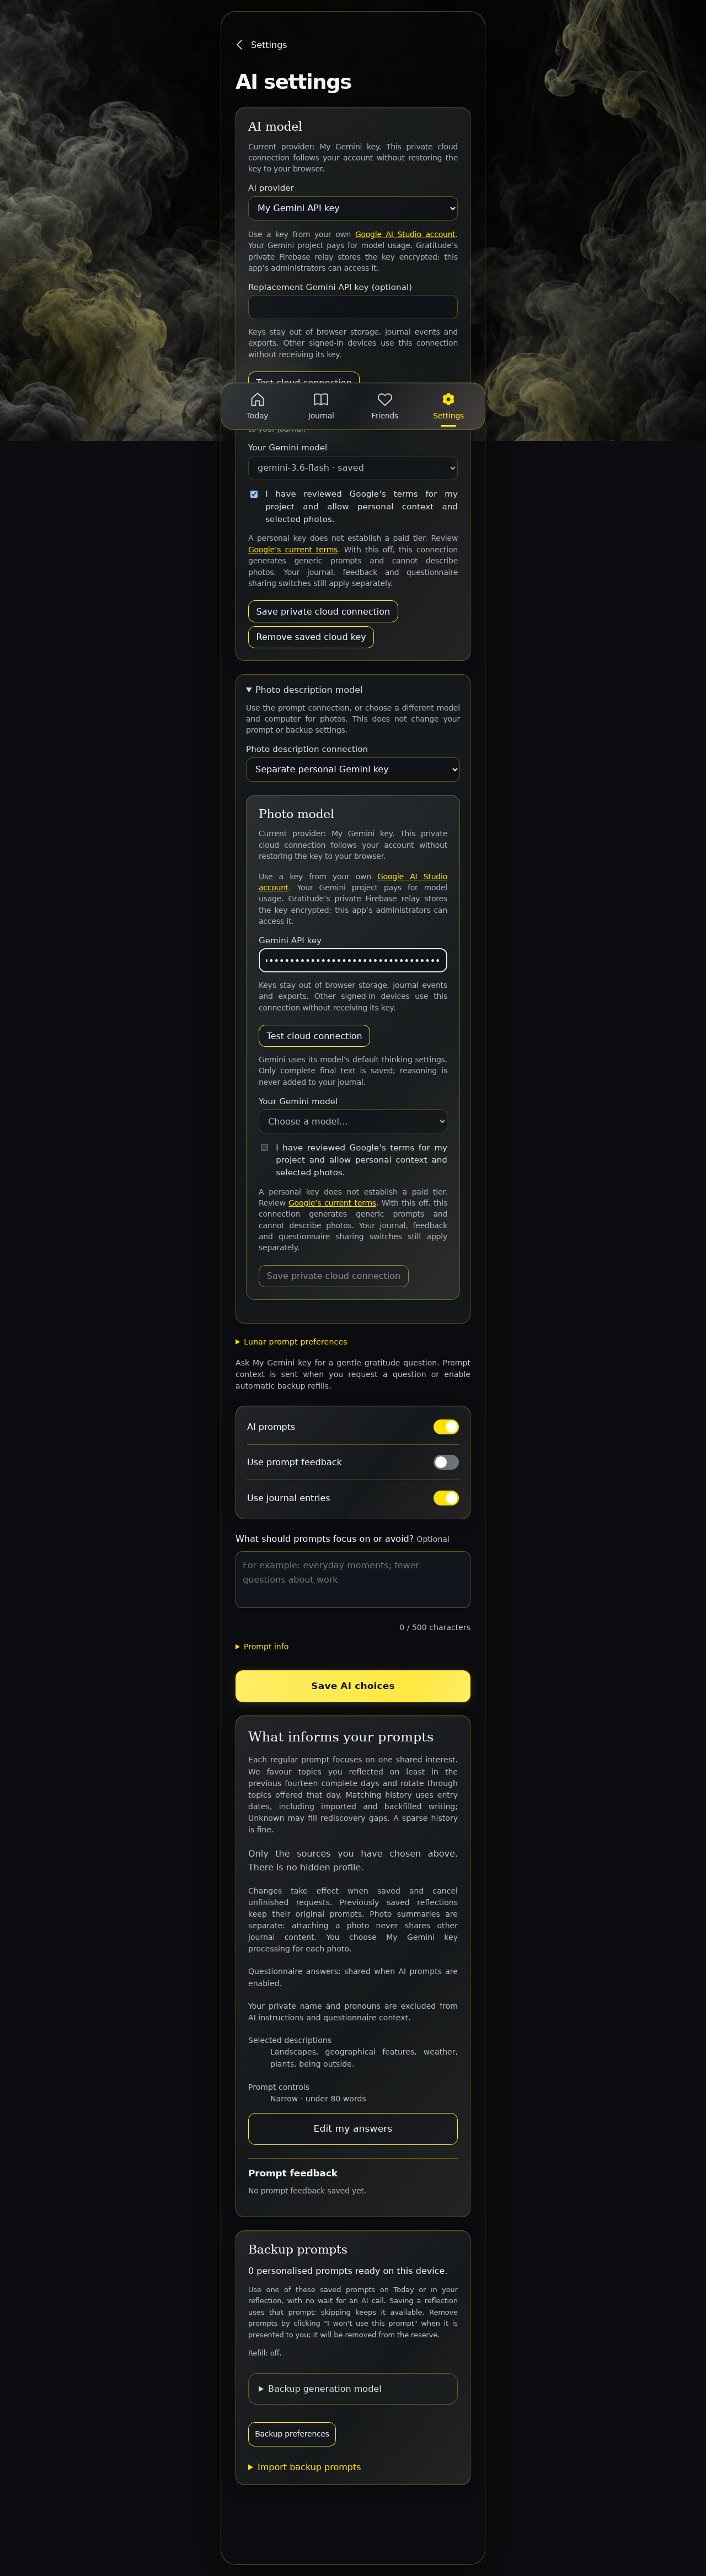 Settings
AI settings
AI model
Current provider: My Gemini key. This private cloud
connection follows your account without restoring the
key to your browser.
AI provider
My Gemini API key
Use a key from your own Google AI Studio account.
Your Gemini project pays for model usage. Gratitude’s
private Firebase relay stores the key encrypted; this
app’s administrators can access it.
Replacement Gemini API key (optional)
Keys stay out of browser storage, journal events and
exports. Other signed-in devices use this connection
without receiving its key.
Test cloud connection
Today
Journal
Friends
Settings
to your journal.
Your Gemini model
gemini-3.6-flash · saved
I have reviewed Google’s terms for my
project and allow personal context and
selected photos.
A personal key does not establish a paid tier. Review
Google’s current terms. With this off, this connection
generates generic prompts and cannot describe
photos. Your journal, feedback and questionnaire
sharing switches still apply separately.
Save private cloud connection
Remove saved cloud key
▼ Photo description model
Use the prompt connection, or choose a different model
and computer for photos. This does not change your
prompt or backup settings.
Photo description connection
Separate personal Gemini key
Photo model
Current provider: My Gemini key. This private
cloud connection follows your account without
restoring the key to your browser.
Use a key from your own Google AI Studio
account. Your Gemini project pays for model
usage. Gratitude’s private Firebase relay stores
the key encrypted; this app’s administrators can
access it.
Gemini API key
Keys stay out of browser storage, journal events
and exports. Other signed-in devices use this
connection without receiving its key.
Test cloud connection
Gemini uses its model’s default thinking settings.
Only complete final text is saved; reasoning is
never added to your journal.
Your Gemini model
Choose a model…
I have reviewed Google’s terms for my
project and allow personal context and
selected photos.
A personal key does not establish a paid tier.
Review Google’s current terms. With this off, this
connection generates generic prompts and
cannot describe photos. Your journal, feedback
and questionnaire sharing switches still apply
separately.
Save private cloud connection
▶ Lunar prompt preferences
Ask My Gemini key for a gentle gratitude question. Prompt
context is sent when you request a question or enable
automatic backup refills.
AI prompts
Use prompt feedback
Use journal entries
What should prompts focus on or avoid? Optional
For example: everyday moments; fewer
questions about work
0 / 500 characters
▶ Prompt info
Save AI choices
What informs your prompts
Each regular prompt focuses on one shared interest.
We favour topics you reflected on least in the
previous fourteen complete days and rotate through
topics offered that day. Matching history uses entry
dates, including imported and backfilled writing;
Unknown may fill rediscovery gaps. A sparse history
is fine.
Only the sources you have chosen above.
There is no hidden profile.
Changes take effect when saved and cancel
unfinished requests. Previously saved reflections
keep their original prompts. Photo summaries are
separate: attaching a photo never shares other
journal content. You choose My Gemini key
processing for each photo.
Questionnaire answers: shared when AI prompts are
enabled.
Your private name and pronouns are excluded from
AI instructions and questionnaire context.
Selected descriptions
Landscapes, geographical features, weather,
plants, being outside.
Prompt controls
Narrow · under 80 words
Edit my answers
Prompt feedback
No prompt feedback saved yet.
Backup prompts
0 personalised prompts ready on this device.
Use one of these saved prompts on Today or in your
reflection, with no wait for an AI call. Saving a reflection
uses that prompt; skipping keeps it available. Remove
prompts by clicking "I won't use this prompt" when it is
presented to you; it will be removed from the reserve.
Refill: off.
▶ Backup generation model
Backup preferences
▶ Import backup prompts